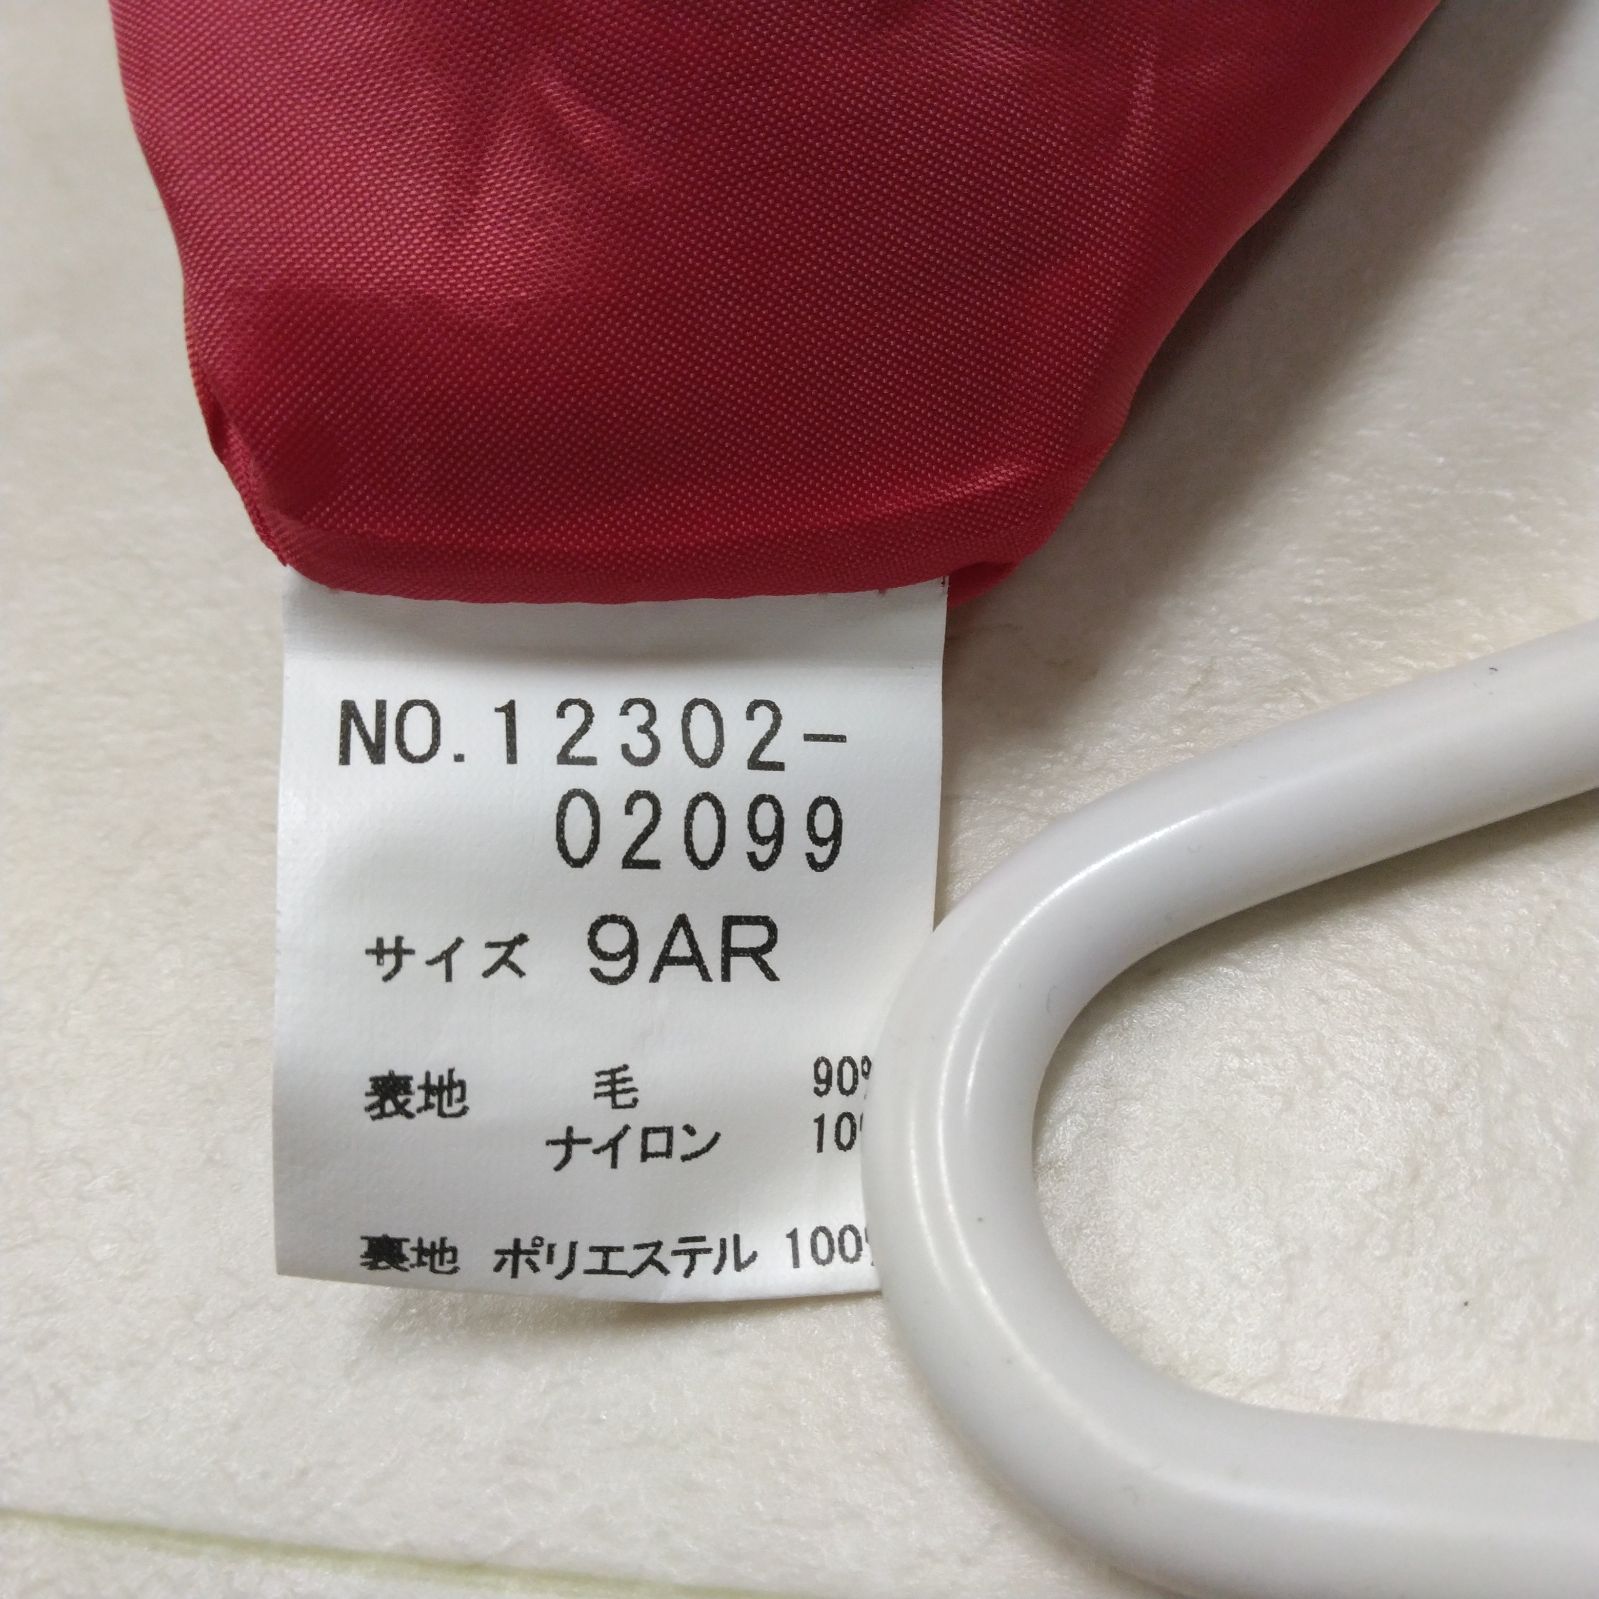 NO.12302-
02099
サイズ 9AR
表地 毛 90%
ナイロン 10
裏地 ポリエステル 100%